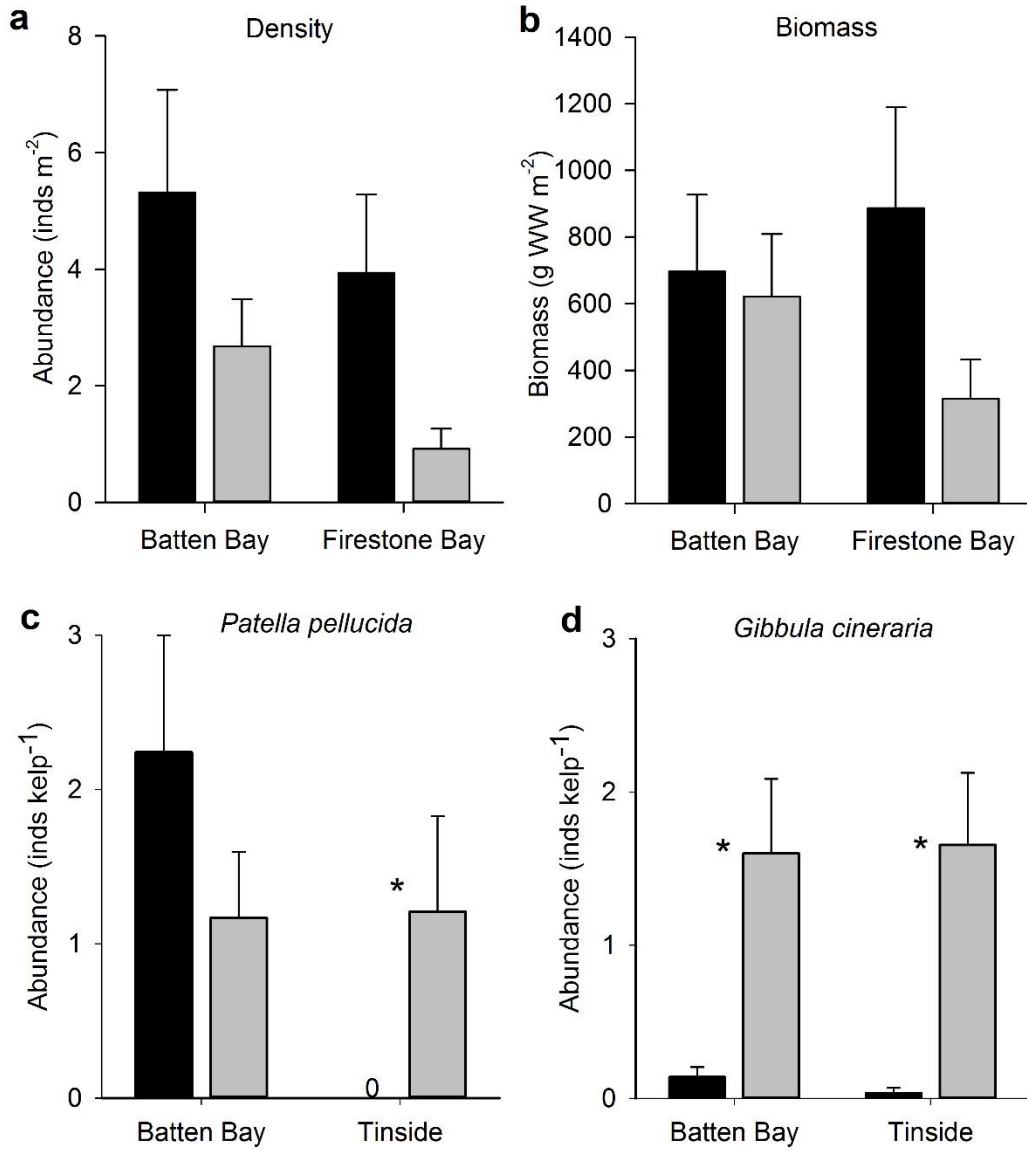 a
Density
8
6
4
2
0
Abundance (inds m-2)
Batten Bay
Firestone Bay
b
Biomass
1400
1200
1000
800
600
400
200
0
Biomass (g WW m-2)
Batten Bay
Firestone Bay
c
Patella pellucida
3
2
1
0
Abundance (inds kelp-1)
*
0
Batten Bay
Tinside
d
Gibbula cineraria
3
2
1
0
Abundance (inds kelp-1)
*
*
Batten Bay
Tinside